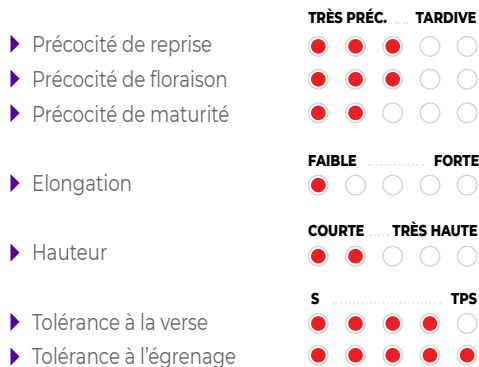 TRÈS PRÉC. .... TARDIVE
Précocité de reprise
Précocité de floraison
Précocité de maturité
FAIBLE .............. FORTE
Elongation
COURTE ..... TRÈS HAUTE
Hauteur
S ............................ TPS
Tolérance à la verse
Tolérance à l’égrenage